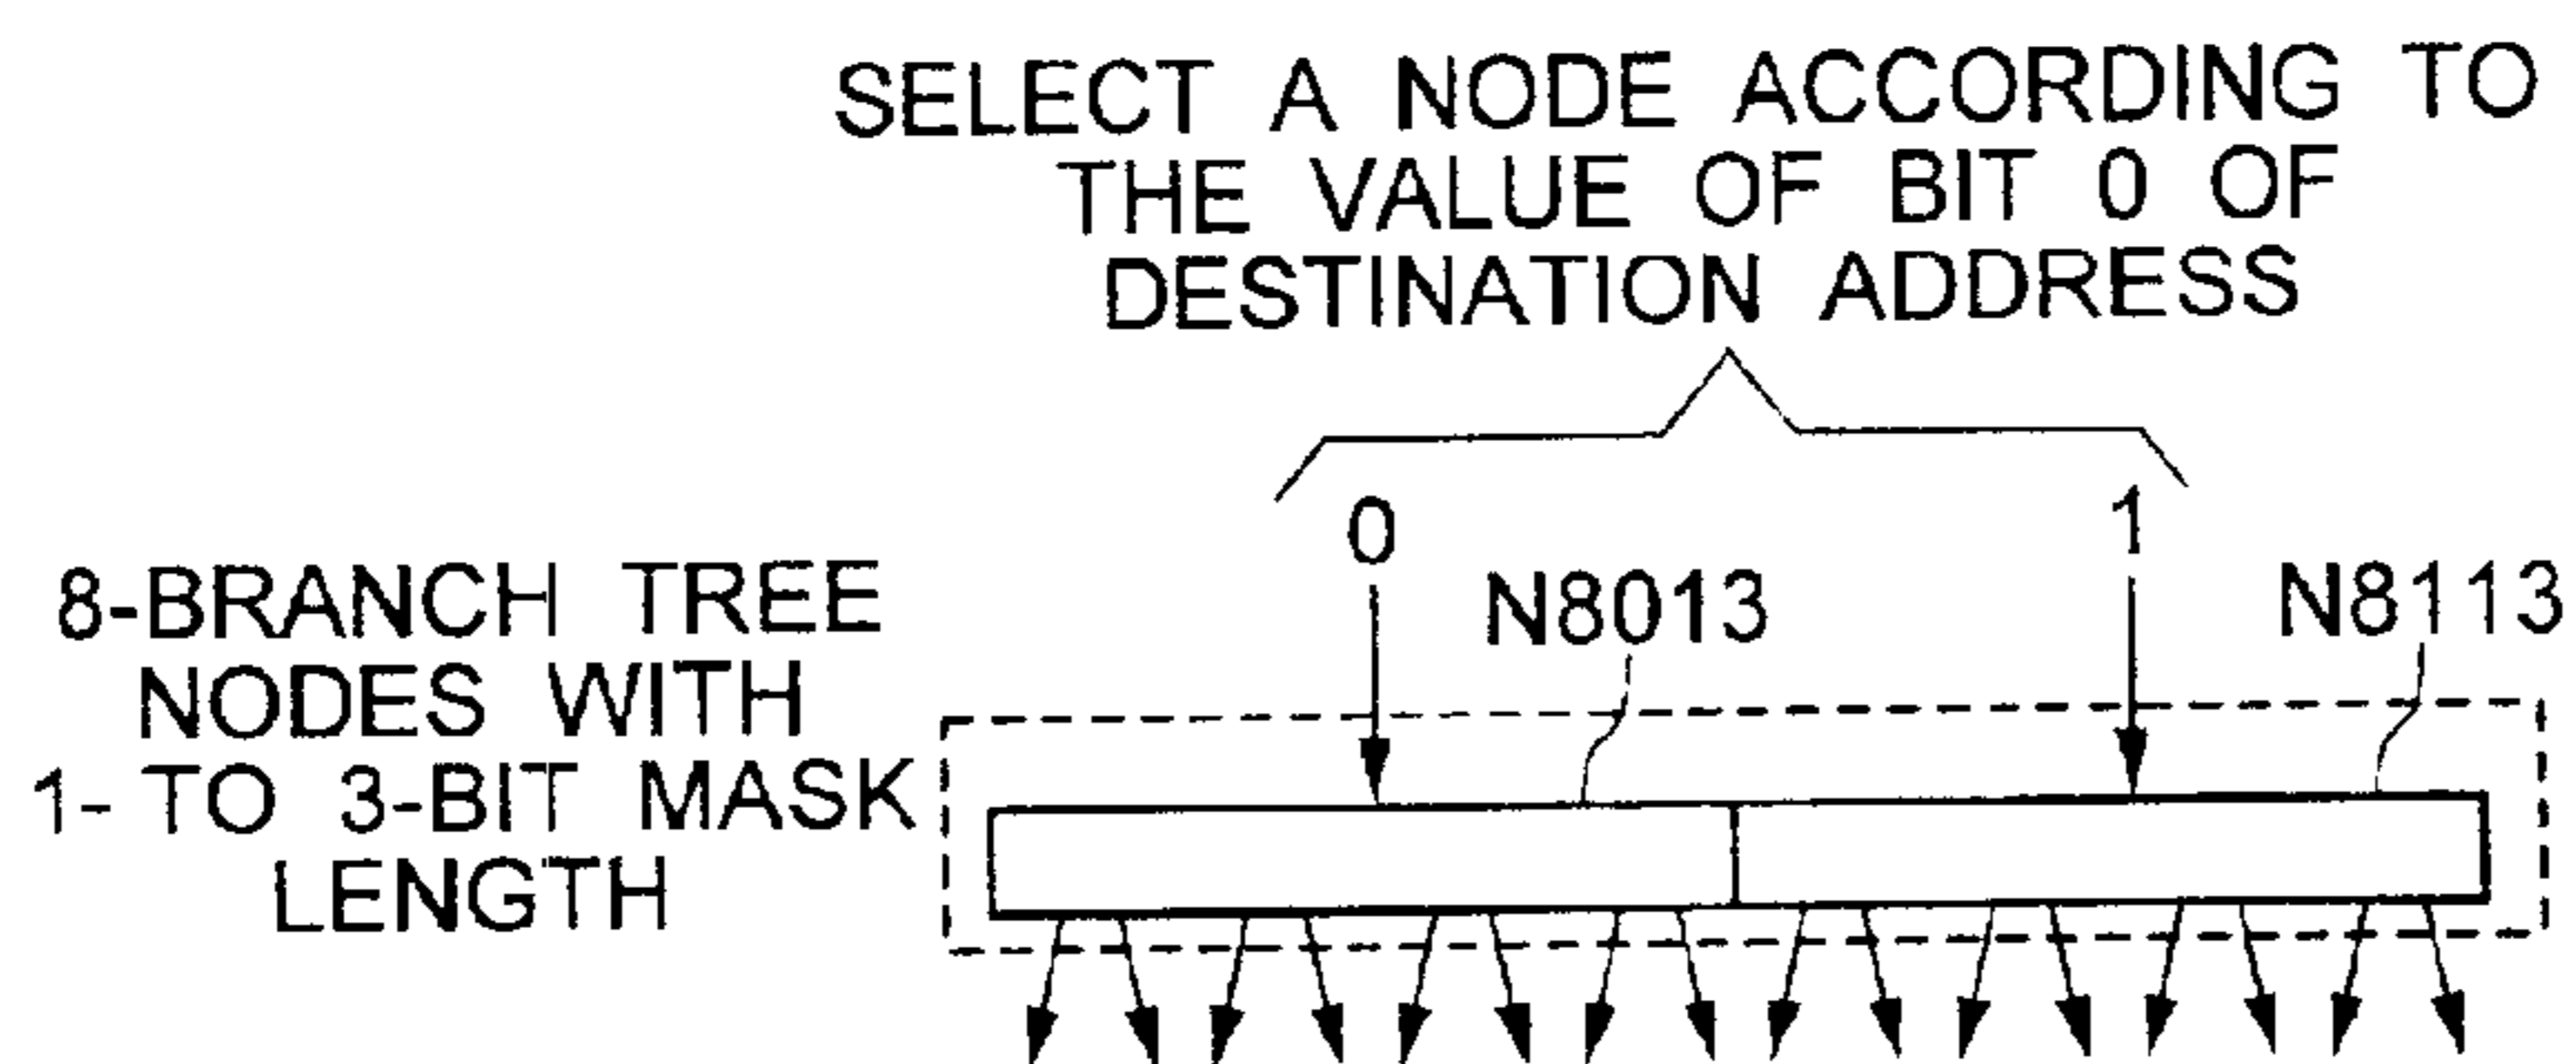 SELECT A NODE ACCORDING TO
THE VALUE OF BIT 0 OF
DESTINATION ADDRESS
0
1
N8013
N8113
8-BRANCH TREE
NODES WITH
1- TO 3-BIT MASK
LENGTH